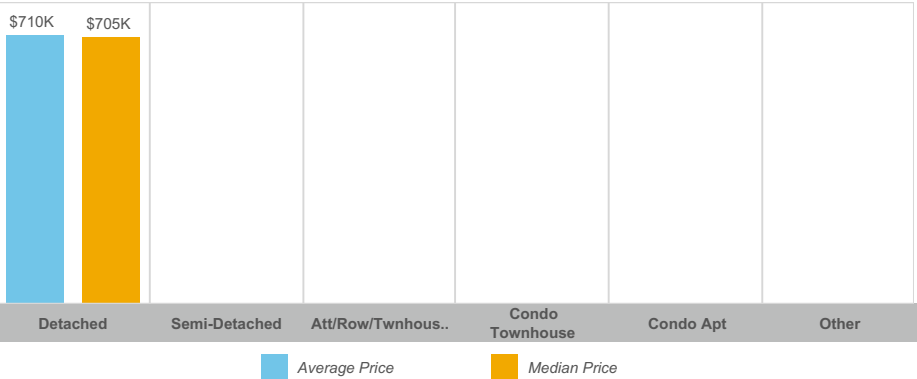 $710K
$705K
Detached
Semi-Detached
Att/Row/Twnhous..
Condo
Townhouse
Condo Apt
Other
Average Price
Median Price